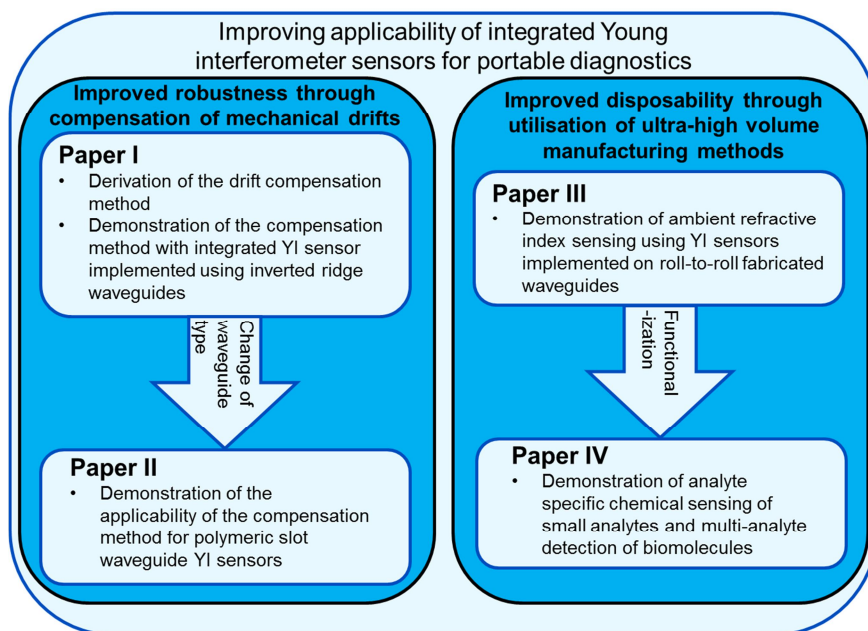 Improving applicability of integrated Young
interferometer sensors for portable diagnostics
Improved robustness through
compensation of mechanical drifts
Paper I
• Derivation of the drift compensation
method
• Demonstration of the compensation
method with integrated YI sensor
implemented using inverted ridge
waveguides
Change of
waveguide
type
Paper II
• Demonstration of the
applicability of the compensation
method for polymeric slot
waveguide YI sensors
Improved disposability through
utilisation of ultra-high volume
manufacturing methods
Paper III
• Demonstration of ambient refractive
index sensing using YI sensors
implemented on roll-to-roll fabricated
waveguides
Functional
-ization
Paper IV
• Demonstration of analyte
specific chemical sensing of
small analytes and multi-analyte
detection of biomolecules